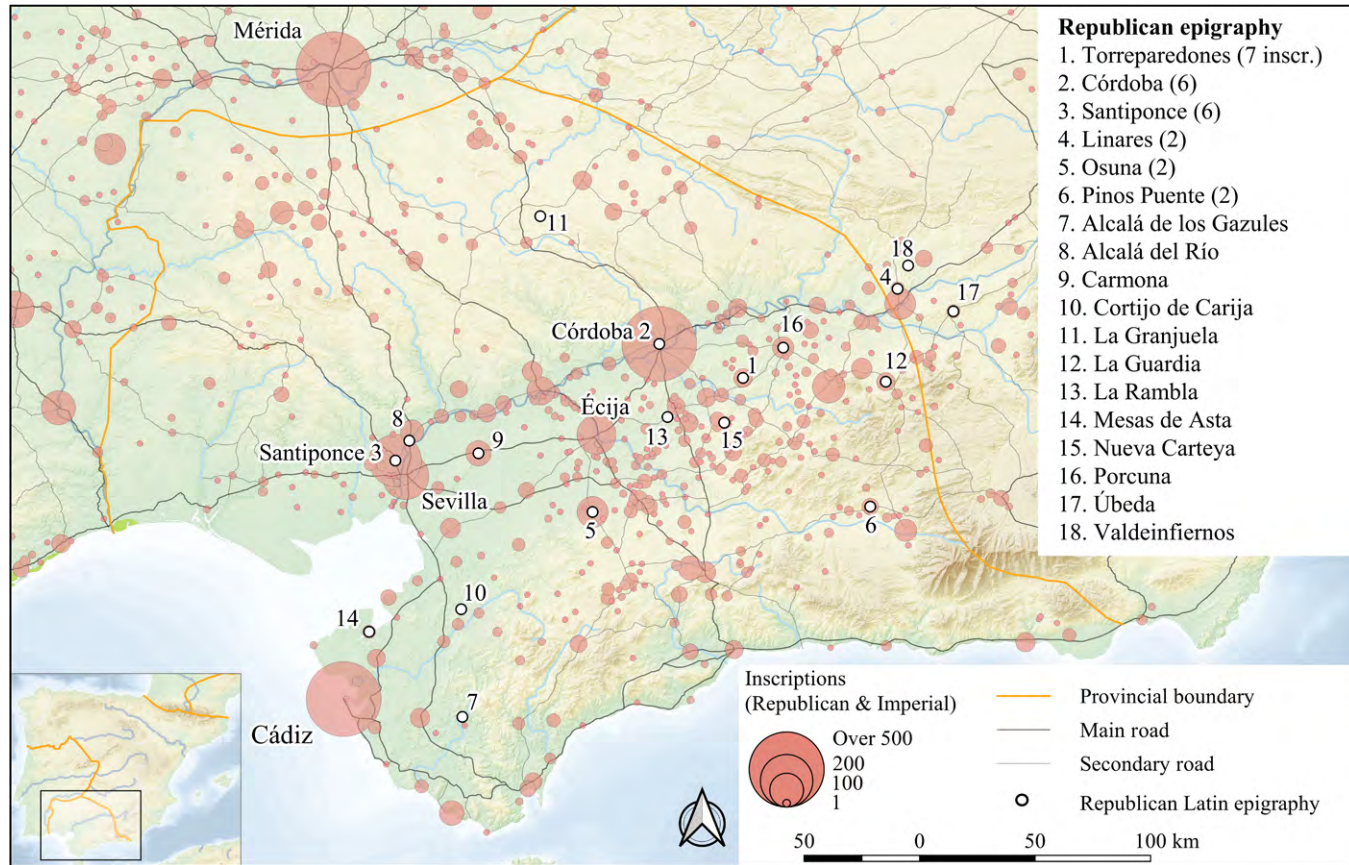 Mérida
11
18
4
17
Córdoba 2
16
12
1
Écija
13
15
8
9
Santiponce 3
Sevilla
5
6
10
14
7
Cádiz
Republican epigraphy
1. Torreparedones (7 inscr.)
2. Córdoba (6)
3. Santiponce (6)
4. Linares (2)
5. Osuna (2)
6. Pinos Puente (2)
7. Alcalá de los Gazules
8. Alcalá del Río
9. Carmona
10. Cortijo de Carija
11. La Granjuela
12. La Guardia
13. La Rambla
14. Mesas de Asta
15. Nueva Carteya
16. Porcuna
17. Úbeda
18. Valdeinfiernos
Inscriptions
(Republican & Imperial)
Over 500
200
100
1
Provincial boundary
Main road
Secondary road
Republican Latin epigraphy
50 0 50 100 km